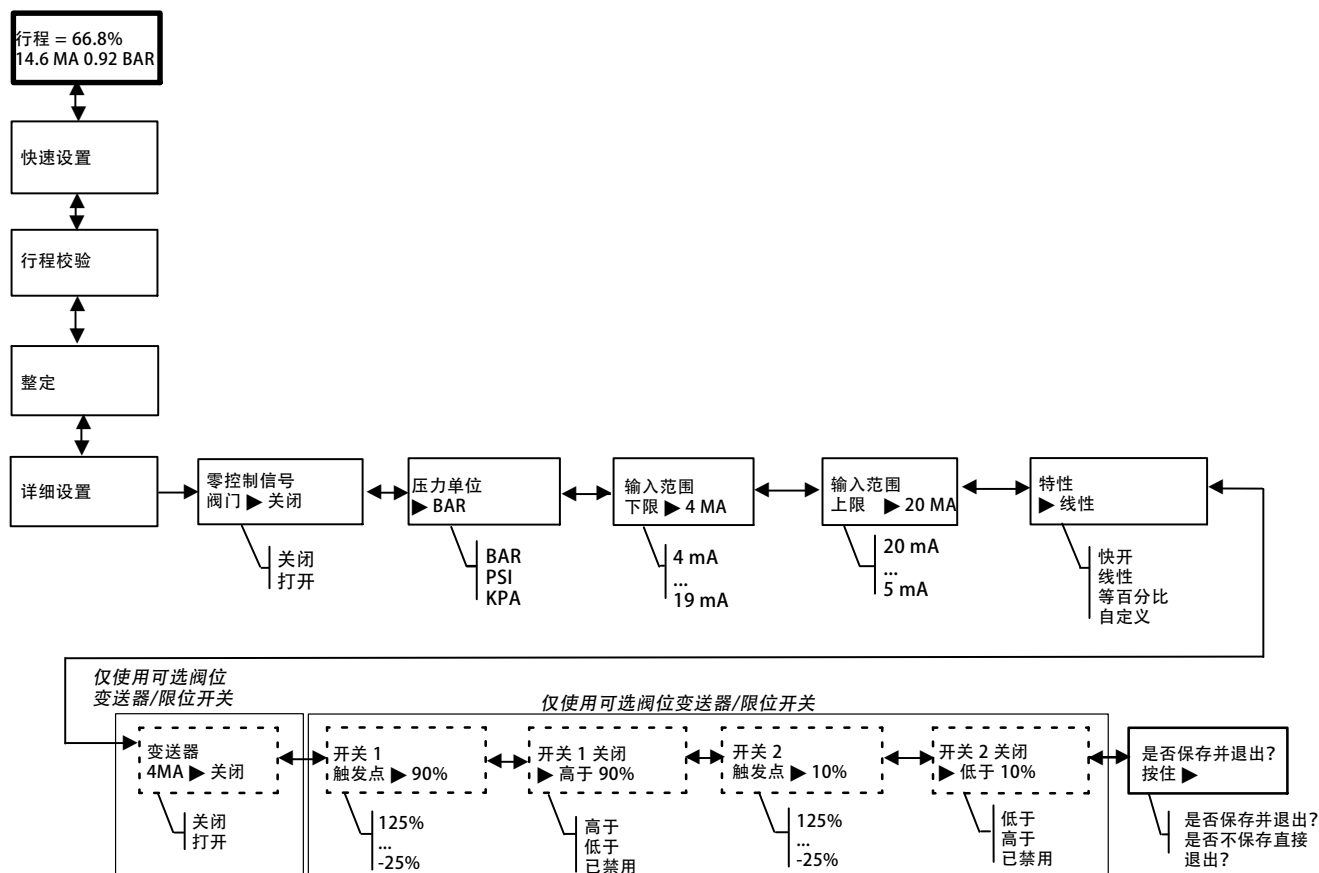 行程 = 66.8%
14.6 MA 0.92 BAR
快速设置
行程校验
整定
详细设置
零控制信号
阀门 ▶ 关闭
关闭
打开
压力单位
▶ BAR
BAR
PSI
KPA
输入范围
下限 ▶ 4 MA
4 mA
...
19 mA
输入范围
上限 ▶ 20 MA
20 mA
...
5 mA
特性
▶ 线性
快开
线性
等百分比
自定义
仅使用可选阀位
变送器/限位开关
变送器
4MA ▶ 关闭
关闭
打开
仅使用可选阀位变送器/限位开关
开关 1
触发点 ▶ 90%
125%
...
-25%
开关 1 关闭
▶ 高于 90%
高于
低于
已禁用
开关 2
触发点 ▶ 10%
125%
...
-25%
开关 2 关闭
▶ 低于 10%
低于
高于
已禁用
是否保存并退出？
按住 ▶
是否保存并退出？
是否不保存直接
退出？